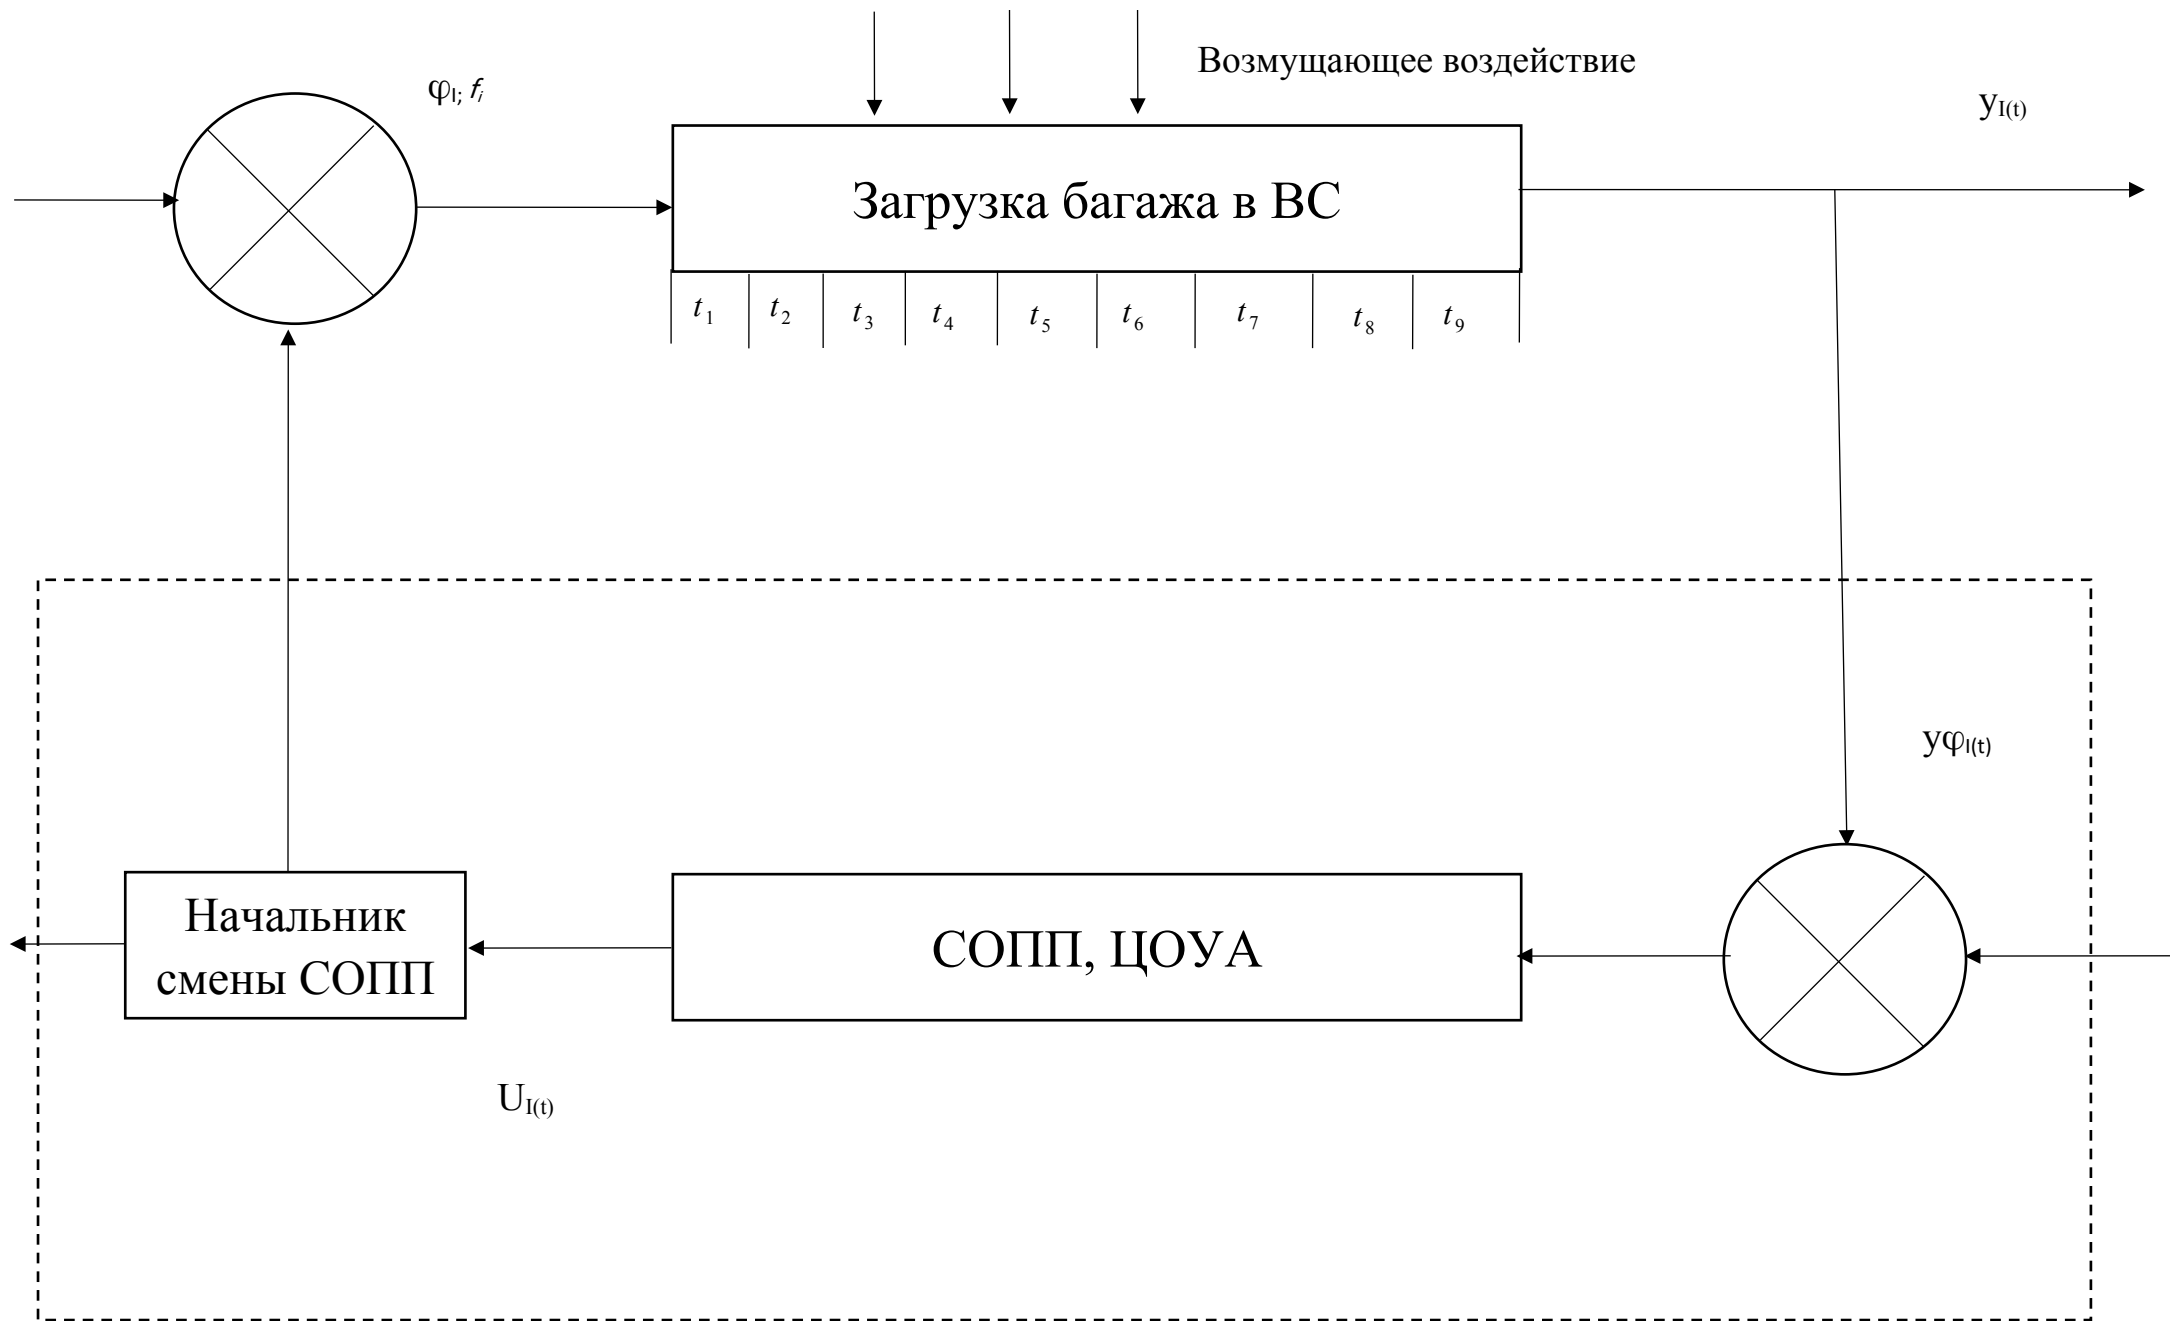 Возмущающее воздействие
φI; fi
yI(t)
Загрузка багажа в ВС
t1 t2 t3 t4 t5 t6 t7 t8 t9
yφI(t)
Начальник
смены СОПП
СОПП, ЦОУА
UI(t)